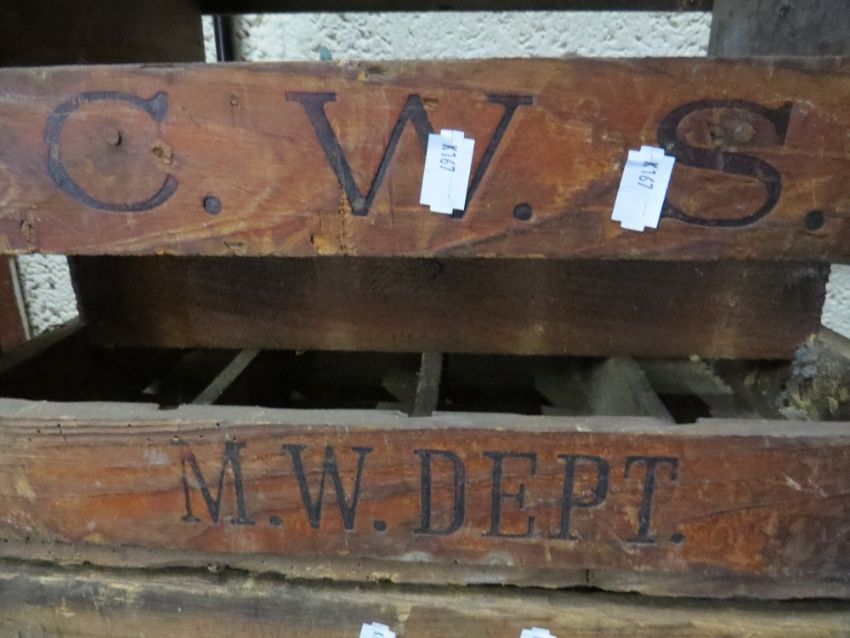 C. W. S.
K167
K167
M.W. DEPT.